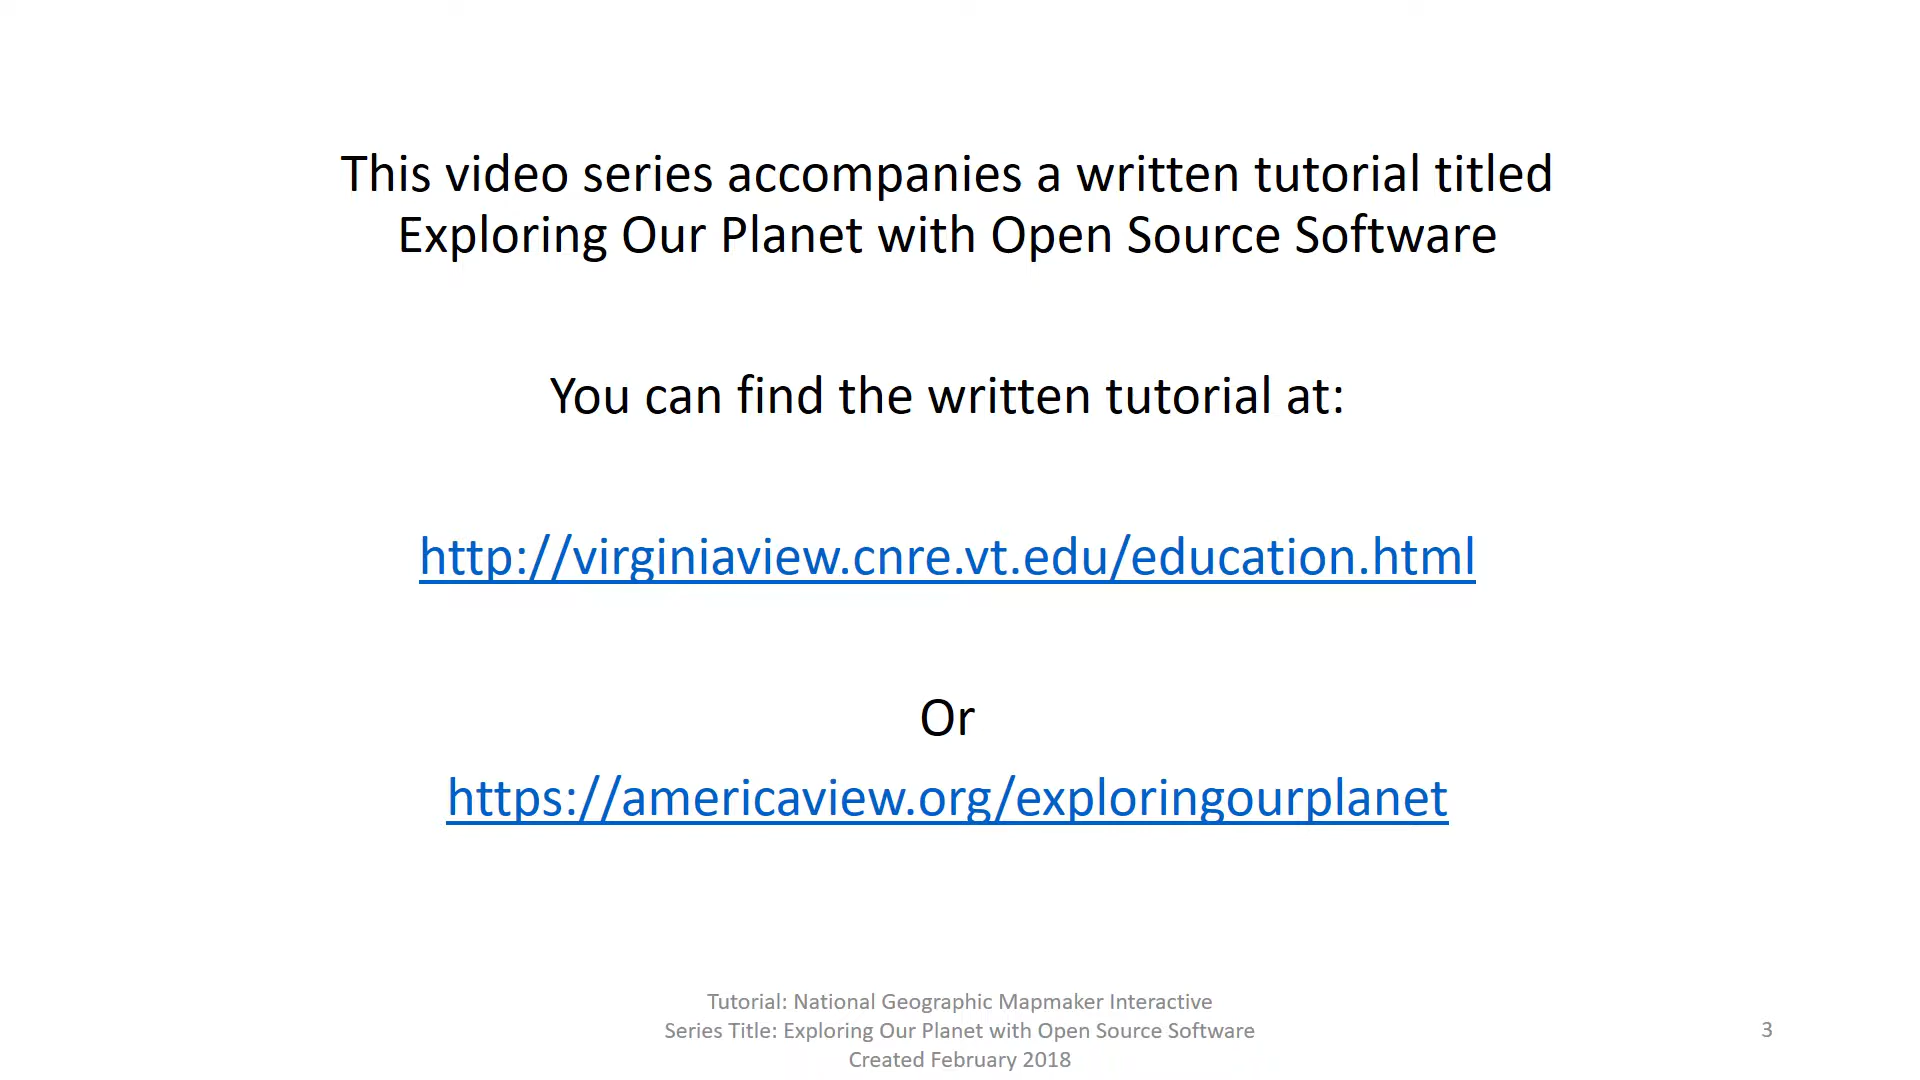 This video series accompanies a written tutorial titled
Exploring Our Planet with Open Source Software
You can find the written tutorial at:
http://virginiaview.cnre.vt.edu/education.html
Or
https://americaview.org/exploringourplanet
Tutorial: National Geographic Mapmaker Interactive
Series Title: Exploring Our Planet with Open Source Software
Created February 2018
3